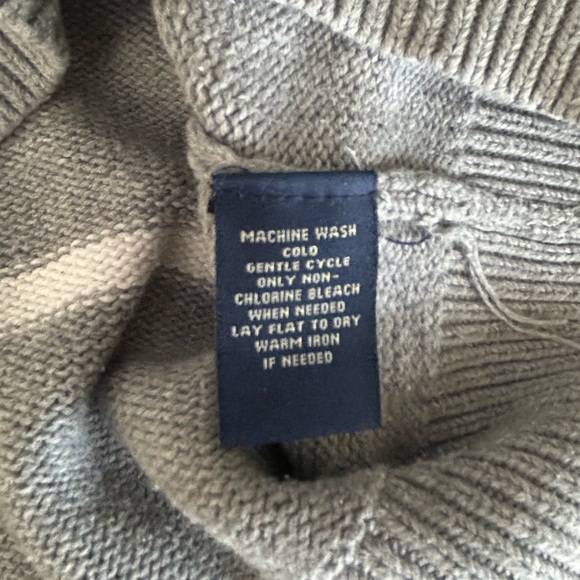 MACHINE WASH
COLD
GENTLE CYCLE
ONLY NON-
CHLORINE BLEACH
WHEN NEEDED
LAY FLAT TO DRY
WARM IRON
IF NEEDED